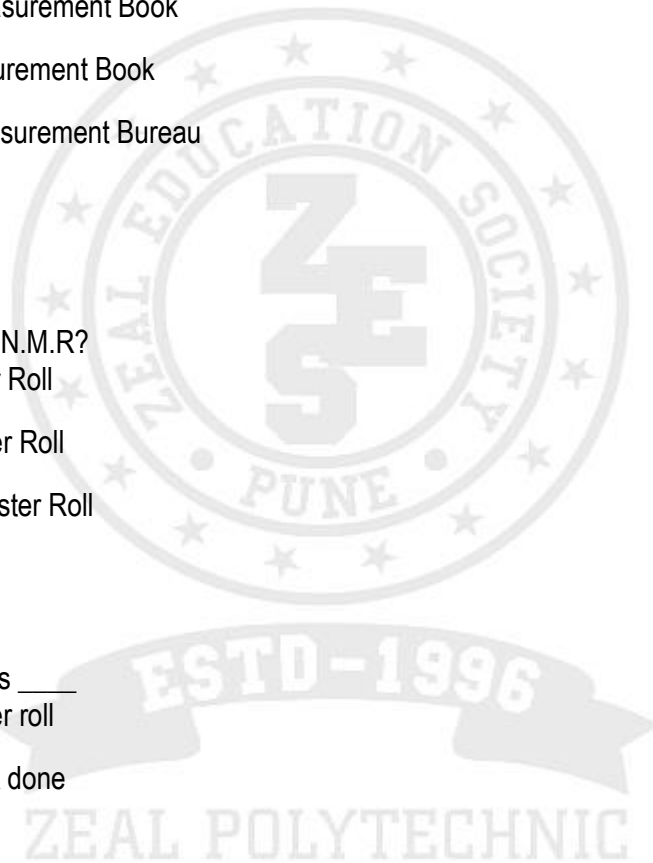 surement Book
urement Book
surement Bureau
N.M.R?
Roll
er Roll
ster Roll
s ____
er roll
done
ZEAL EDUCATION SOCIETY
ZES
• PUNE •
ESTD-1996
ZEAL POLYTECHNIC